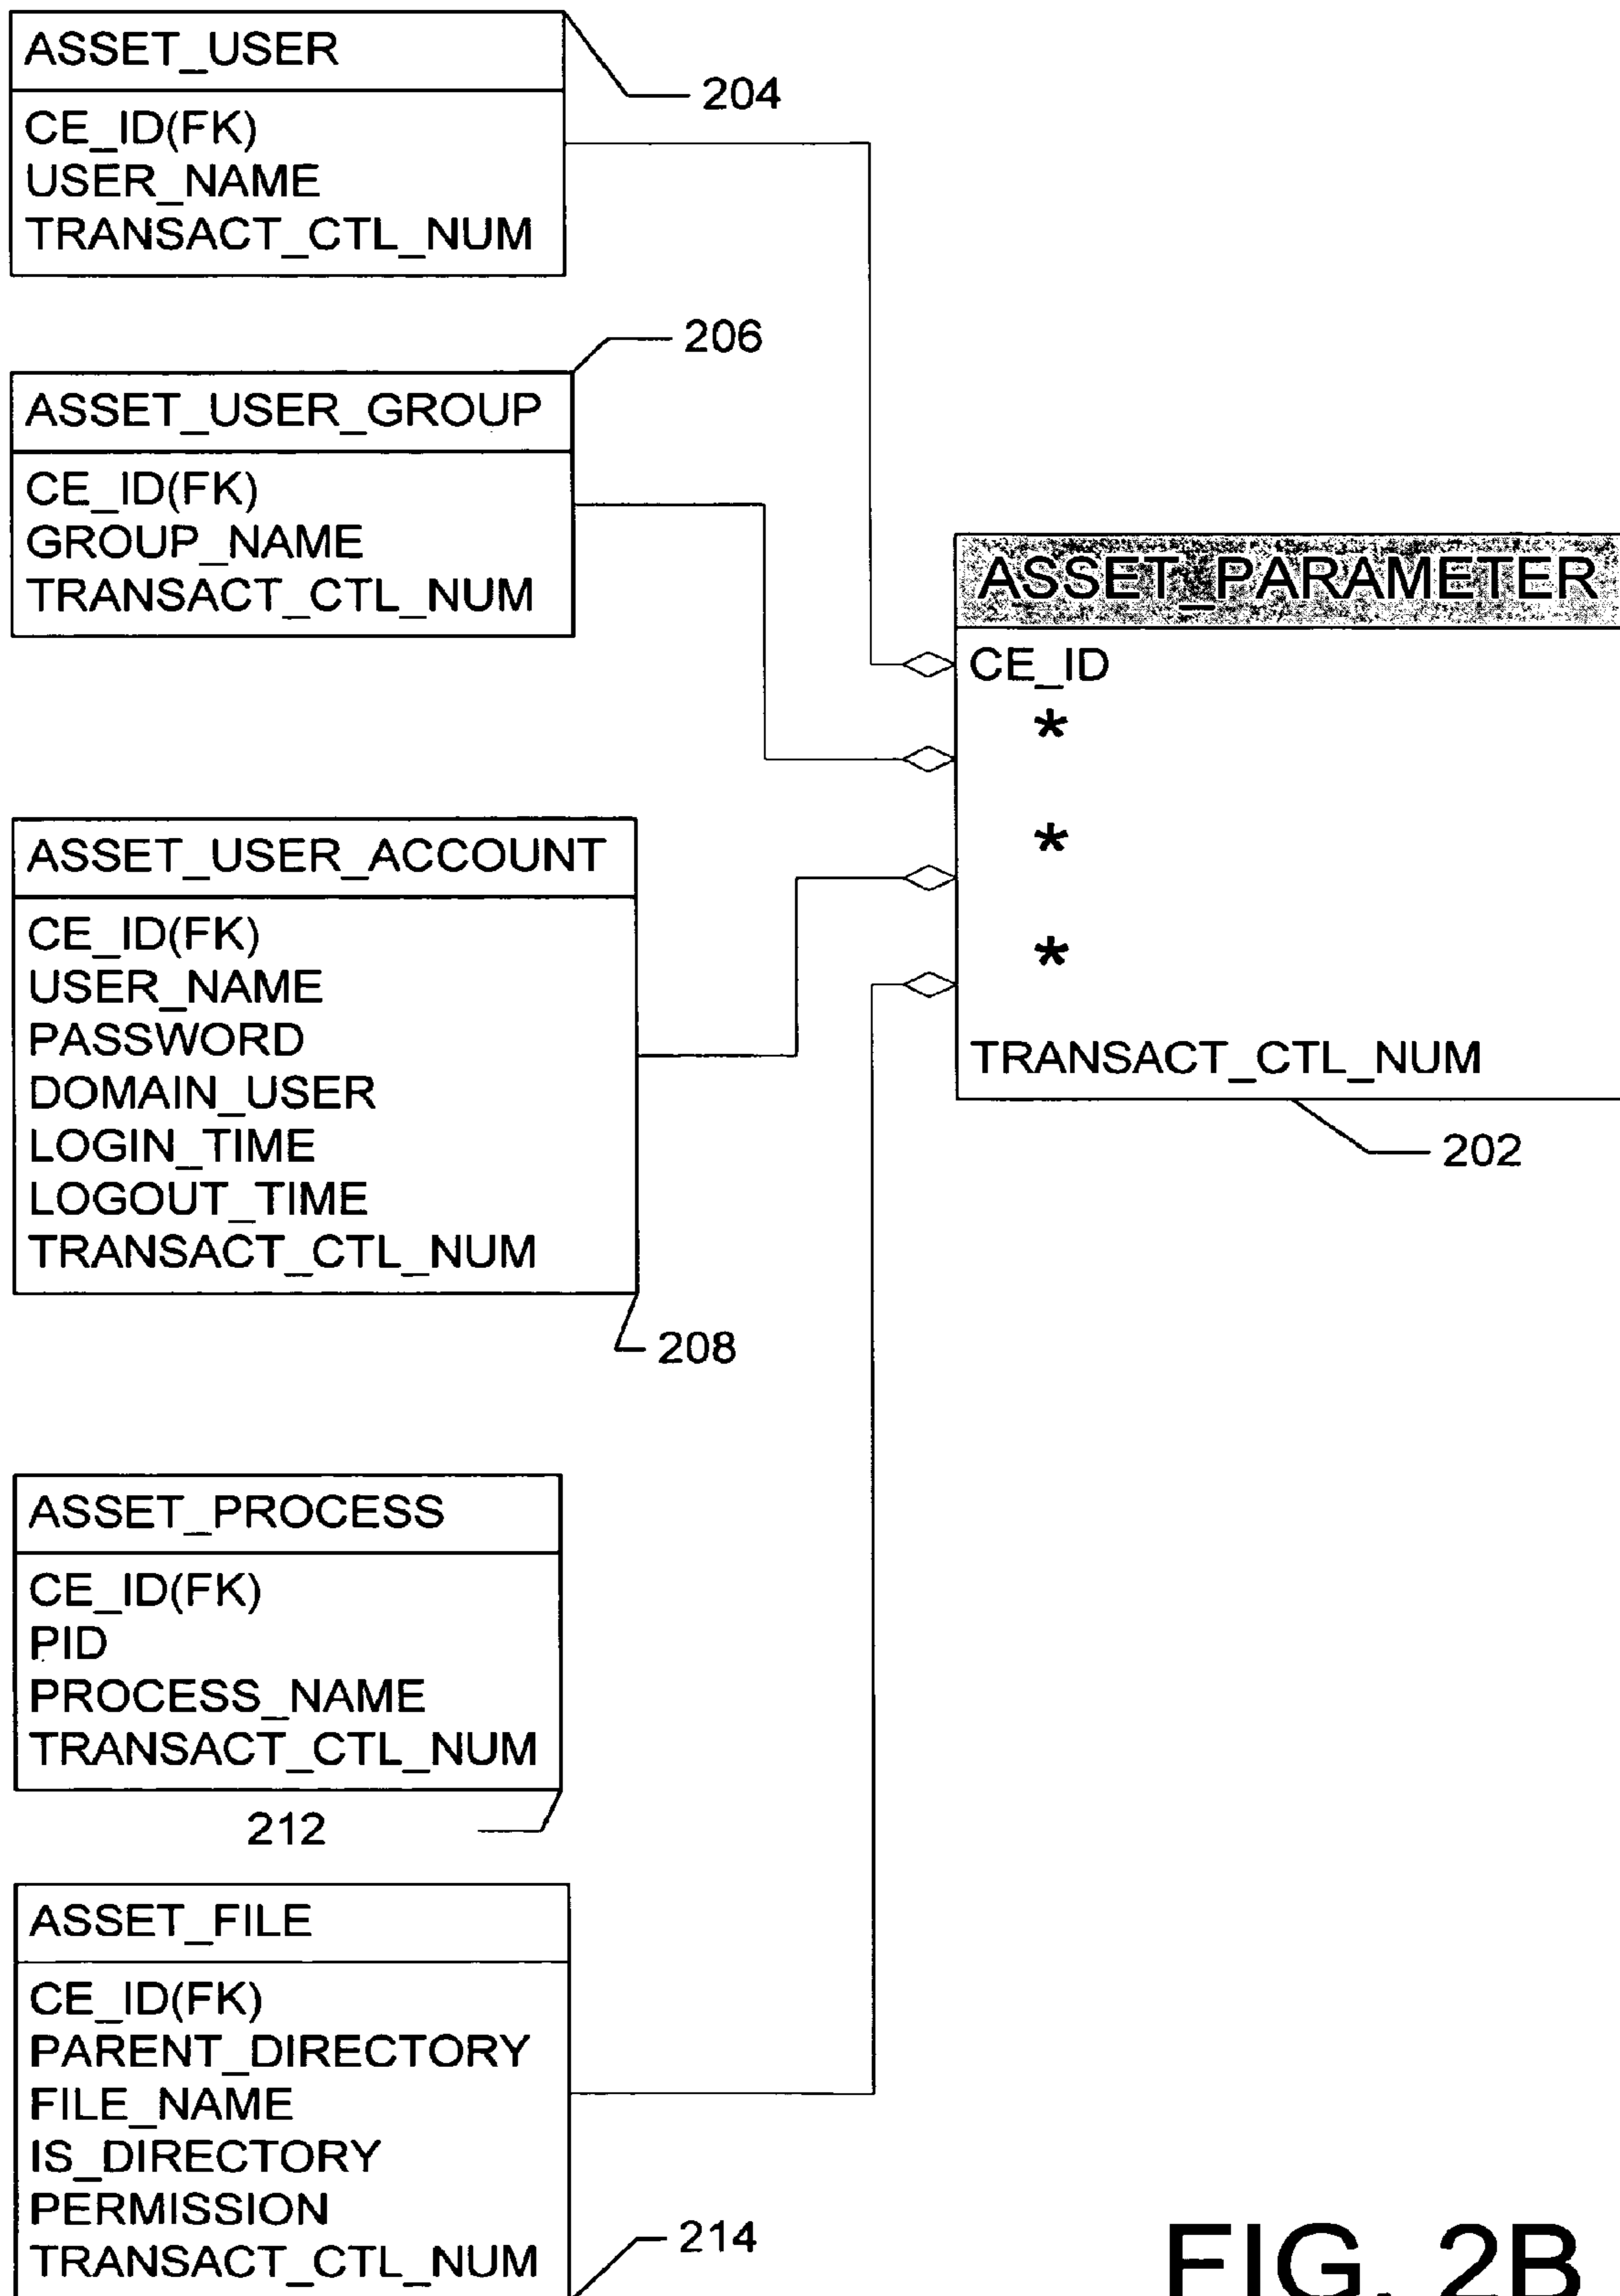 ASSET_USER
CE_ID(FK)
USER_NAME
TRANSACT_CTL_NUM
204
206
ASSET_USER_GROUP
CE_ID(FK)
GROUP_NAME
TRANSACT_CTL_NUM
ASSET_PARAMETER
CE_ID
*
*
*
TRANSACT_CTL_NUM
202
ASSET_USER_ACCOUNT
CE_ID(FK)
USER_NAME
PASSWORD
DOMAIN_USER
LOGIN_TIME
LOGOUT_TIME
TRANSACT_CTL_NUM
208
ASSET_PROCESS
CE_ID(FK)
PID
PROCESS_NAME
TRANSACT_CTL_NUM
212
ASSET_FILE
CE_ID(FK)
PARENT_DIRECTORY
FILE_NAME
IS_DIRECTORY
PERMISSION
TRANSACT_CTL_NUM
214
FIG. 2B